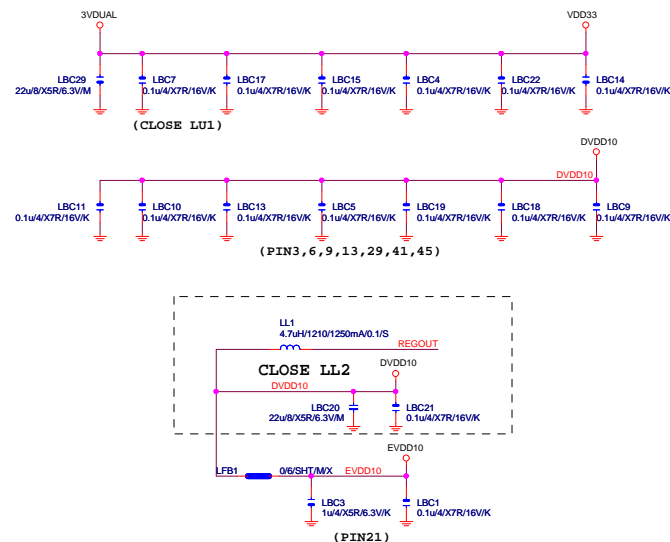 3VDUAL
VDD33
LBC29
22u/8/X5R/6.3V/M
LBC7
0.1u/4/X7R/16V/K
LBC17
0.1u/4/X7R/16V/K
LBC15
0.1u/4/X7R/16V/K
LBC4
0.1u/4/X7R/16V/K
LBC22
0.1u/4/X7R/16V/K
LBC14
0.1u/4/X7R/16V/K
(CLOSE LU1)
DVDD10
DVDD10
LBC11
0.1u/4/X7R/16V/K
LBC10
0.1u/4/X7R/16V/K
LBC13
0.1u/4/X7R/16V/K
LBC5
0.1u/4/X7R/16V/K
LBC19
0.1u/4/X7R/16V/K
LBC18
0.1u/4/X7R/16V/K
LBC9
0.1u/4/X7R/16V/K
(PIN3,6,9,13,29,41,45)
LL1
4.7uH/1210/1250mA/0.1/S
REGOUT
CLOSE LL2
DVDD10
DVDD10
LBC20
22u/8/X5R/6.3V/M
LBC21
0.1u/4/X7R/16V/K
EVDD10
LFB1
0/6/SHT/M/X
EVDD10
LBC3
1u/4/X5R/6.3V/K
LBC1
0.1u/4/X7R/16V/K
(PIN21)